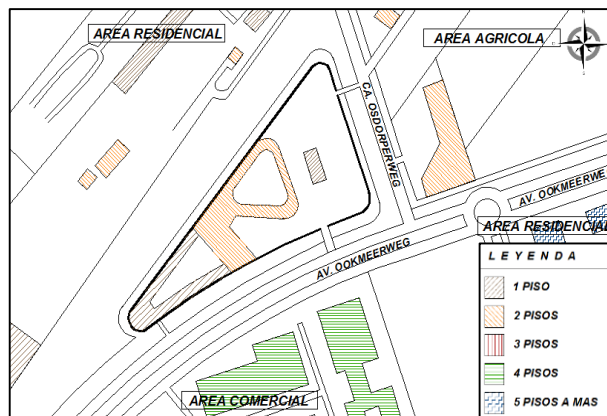 AREA RESIDENCIAL
AREA AGRICOLA
CA. OSDORPERWEG
AV. OOKMEERWE
AREA RESIDENCIAL
AV. OOKMEERWEG
LEYENDA
1 PISO
2 PISOS
3 PISOS
4 PISOS
5 PISOS A MAS
AREA COMERCIAL